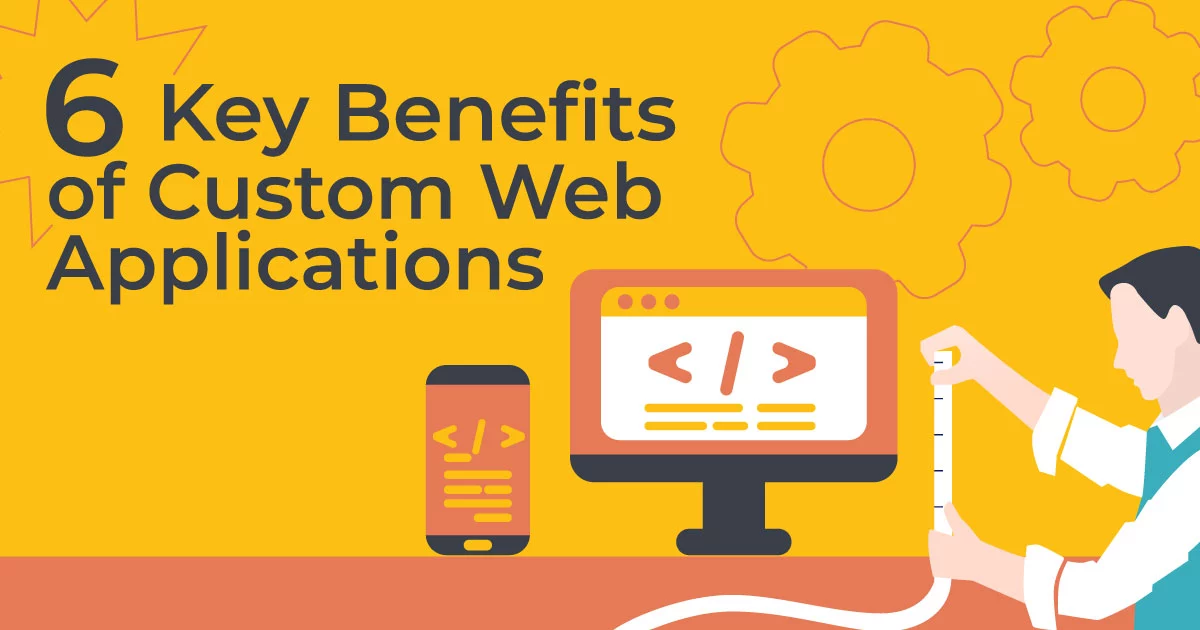 6 Key Benefits
of Custom Web
Applications
</>
</>